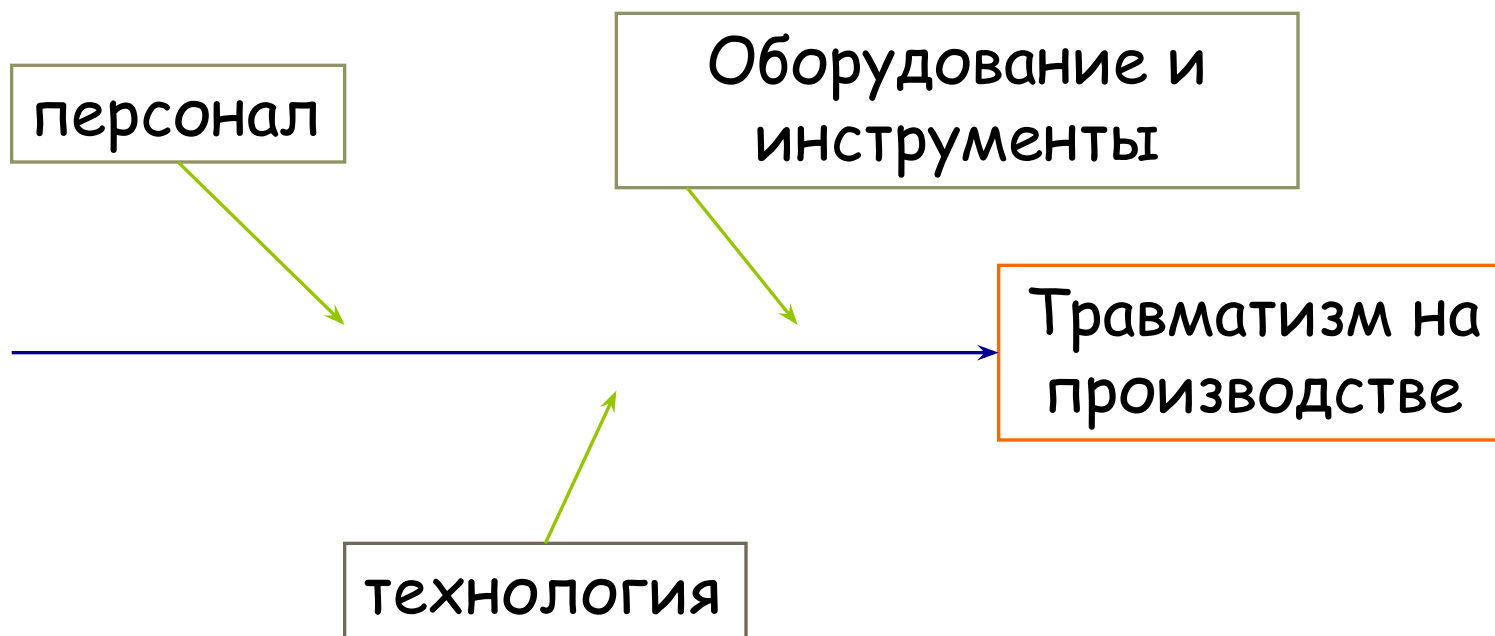 персонал
Оборудование и
инструменты
Травматизм на
производстве
технология